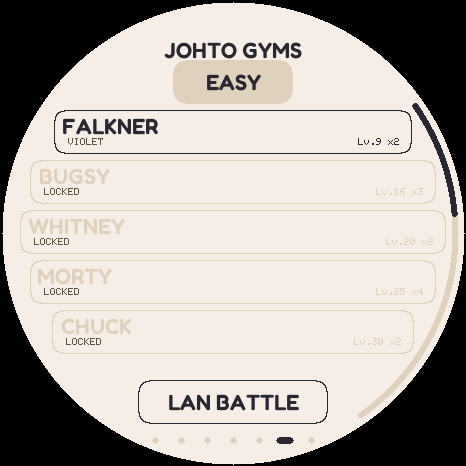 JOHTO GYMS
EASY
FALKNER
VIOLET Lv.9 x2
BUGSY
LOCKED Lv.16 x3
WHITNEY
LOCKED Lv.20 x2
MORTY
LOCKED Lv.25 x4
CHUCK
LOCKED Lv.30 x2
LAN BATTLE